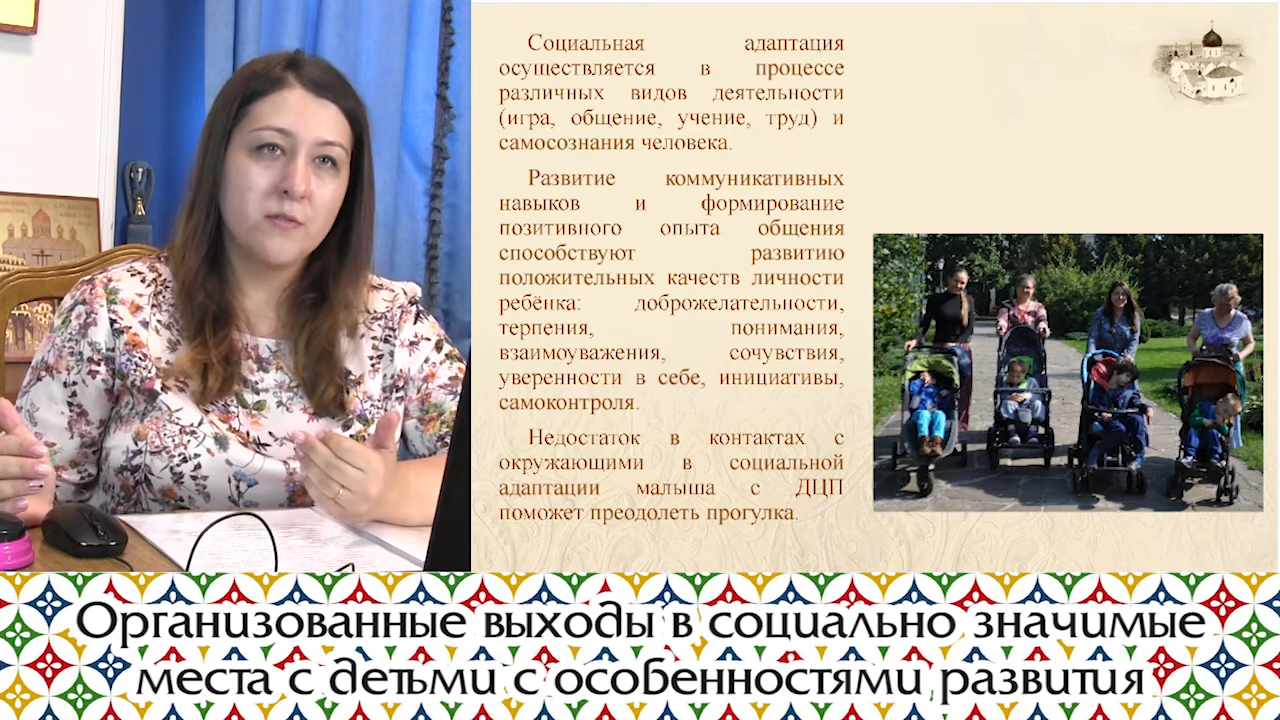 Социальная адаптация
осуществляется в процессе
различных видов деятельности
(игра, общение, учение, труд) и
самосознания человека.
Развитие коммуникативных
навыков и формирование
позитивного опыта общения
способствуют развитию
положительных качеств личности
ребёнка: доброжелательности,
терпения, понимания,
взаимоуважения, сочувствия,
уверенности в себе, инициативы,
самоконтроля.
Недостаток в контактах с
окружающими в социальной
адаптации малыша с ДЦП
поможет преодолеть прогулка.
Организованные выходы в социально значимые
места с детьми с особенностями развития